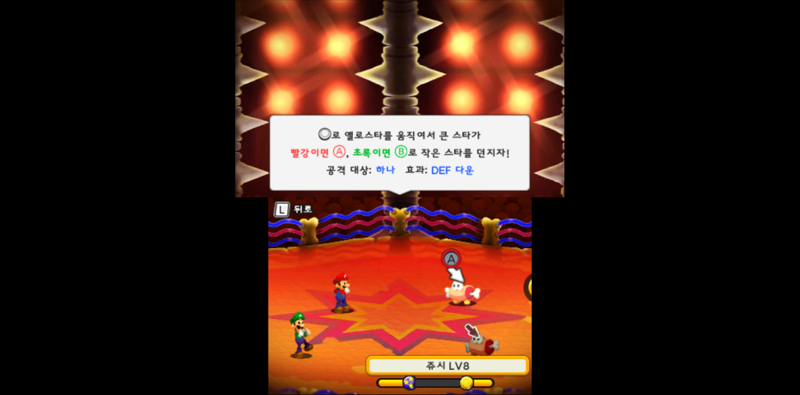 로 옐로스타를 움직여서 큰 스타가
빨강이면 Ⓐ, 초록이면 Ⓑ로 작은 스타를 던지자!
공격 대상: 하나 효과: DEF 다운
L 뒤로
A
쥬시 LV8